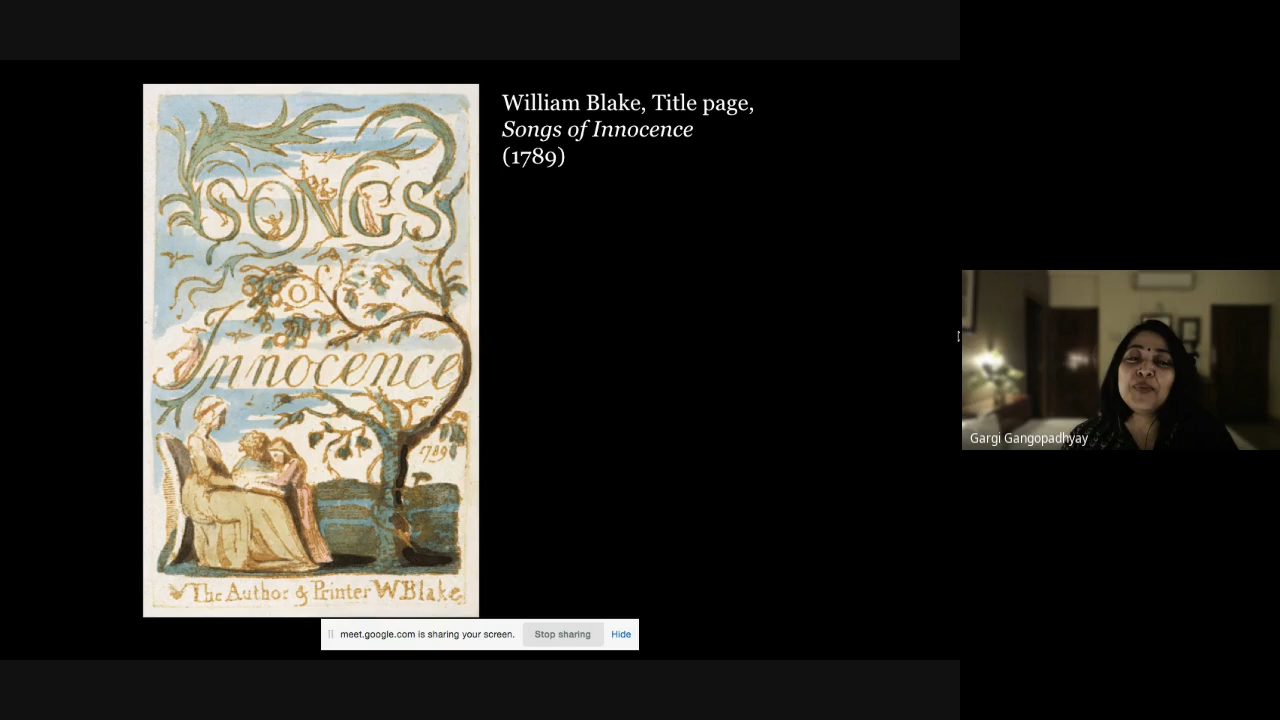 SONGS
of
Innocence
1789
The Author & Printer W Blake
William Blake, Title page,
Songs of Innocence
(1789)
meet.google.com is sharing your screen. Stop sharing Hide
Gargi Gangopadhyay